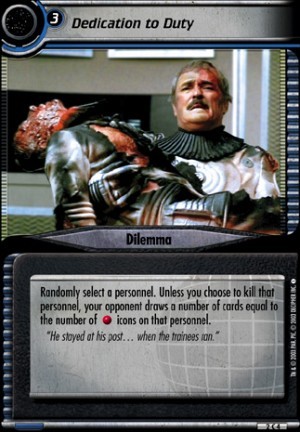 3 Dedication to Duty
Dilemma
Randomly select a personnel. Unless you choose to kill that
personnel, your opponent draws a number of cards equal to
the number of icons on that personnel.
"He stayed at his post... when the trainees ran."
2 C 4